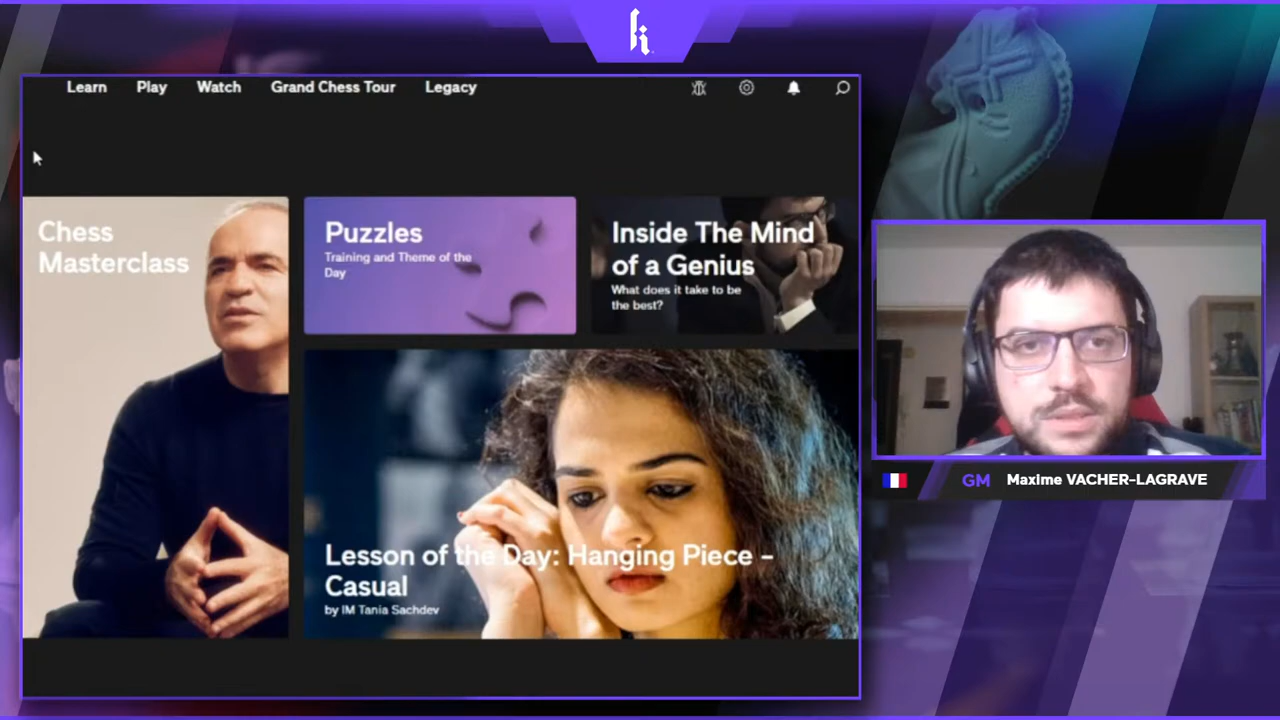 Learn Play Watch Grand Chess Tour Legacy
Chess
Masterclass
Puzzles
Training and Theme of the
Day
Inside The Mind
of a Genius
What does it take to be
the best?
Lesson of the Day: Hanging Piece –
Casual
by IM Tania Sachdev
GM Maxime VACHER-LAGRAVE